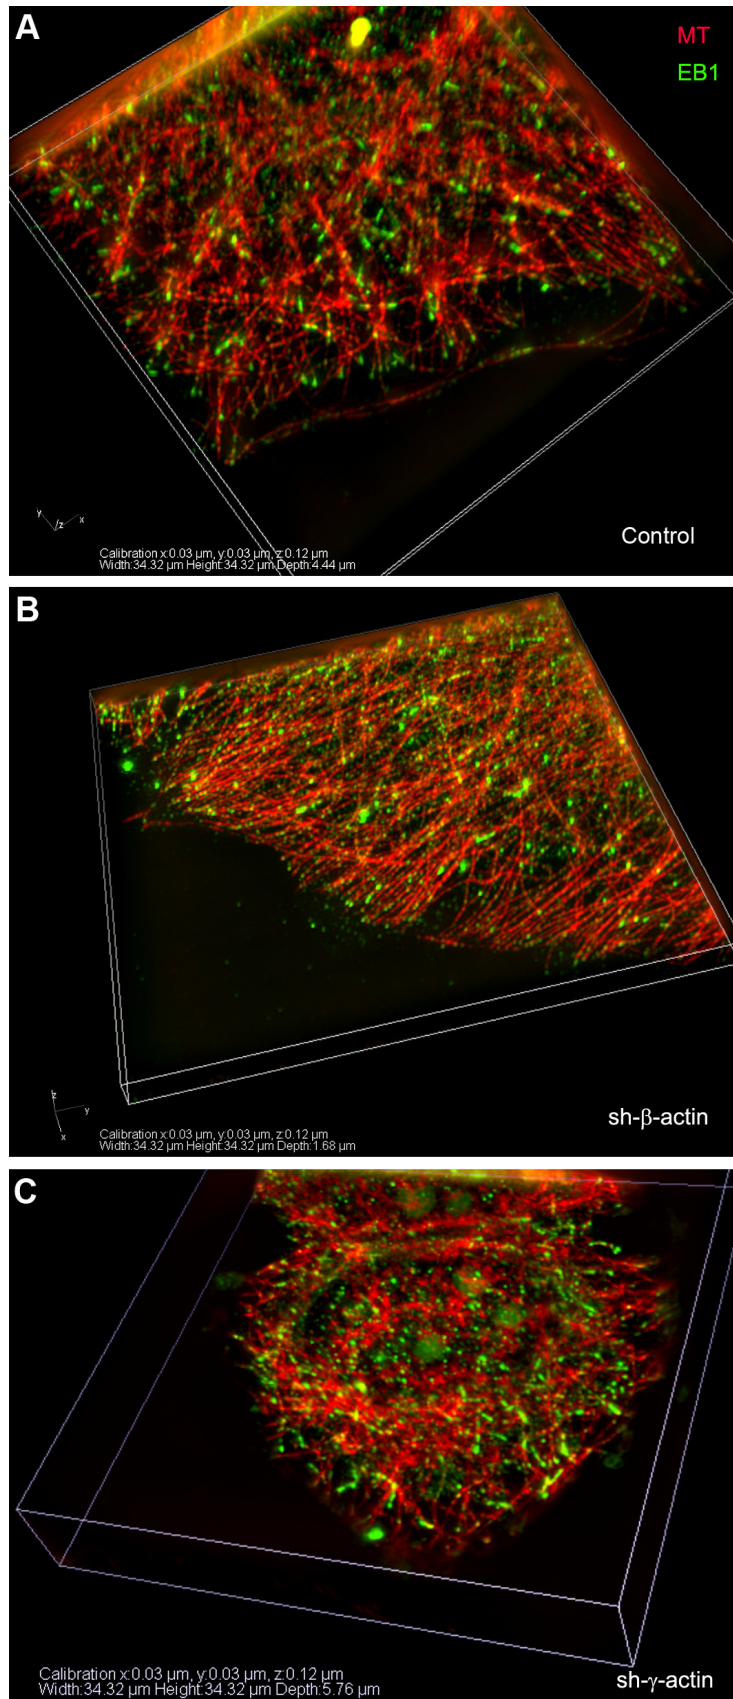 A
MT
EB1
y
z
x
Control
Calibration x:0.03 µm, y:0.03 µm, z:0.12 µm
Width:34.32 µm Height:34.32 µm Depth:4.44 µm
B
z
y
x
sh-β-actin
Calibration x:0.03 µm, y:0.03 µm, z:0.12 µm
Width:34.32 µm Height:34.32 µm Depth:1.68 µm
C
Calibration x:0.03 µm, y:0.03 µm, z:0.12 µm
Width:34.32 µm Height:34.32 µm Depth:5.76 µm
sh-γ-actin